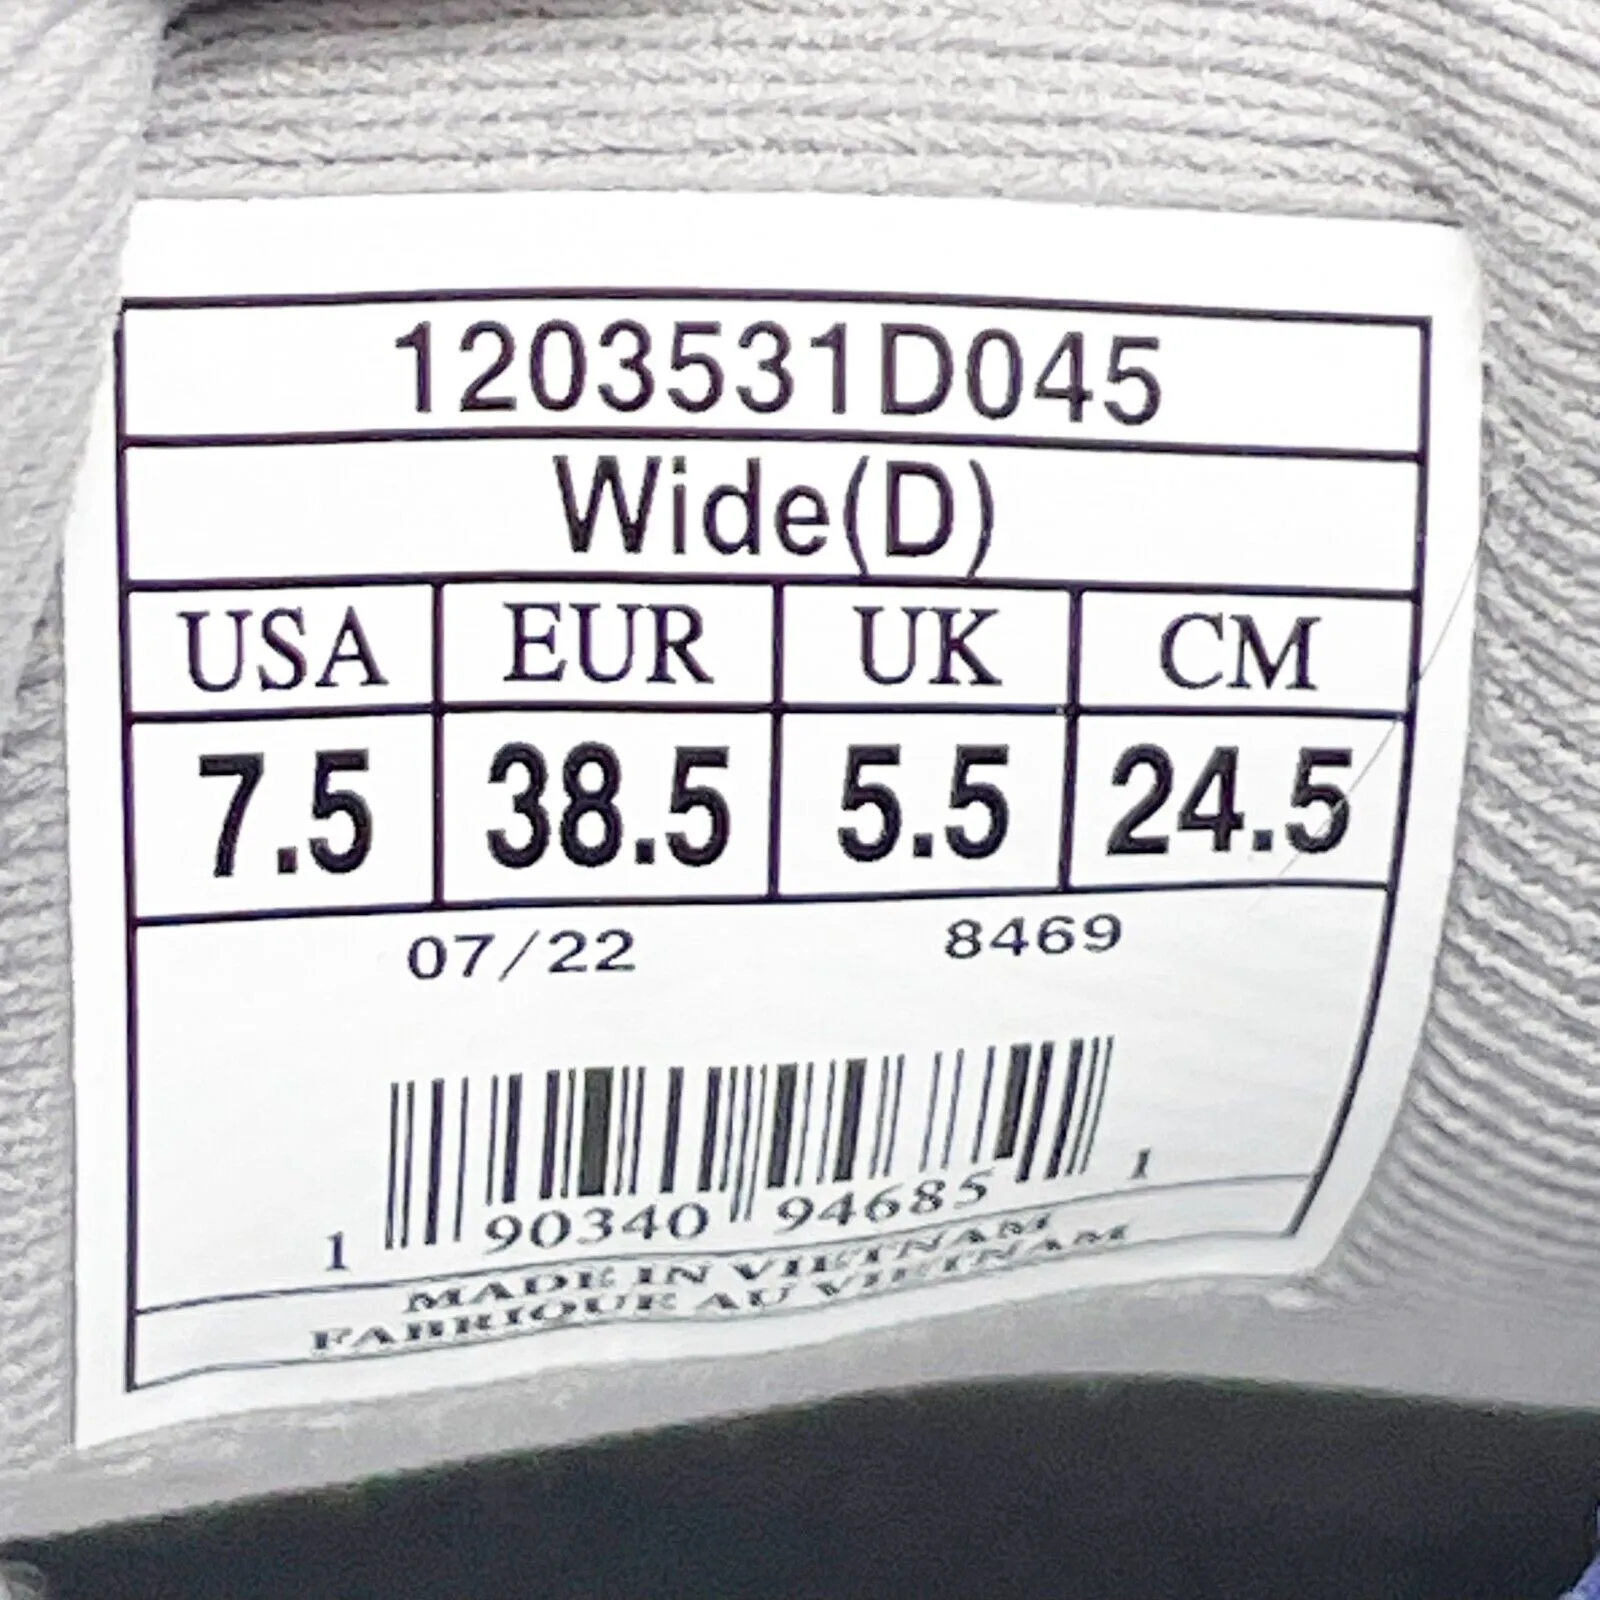 1203531D045
Wide(D)
USA EUR UK CM
7.5 38.5 5.5 24.5
07/22 8469
1 90340 94685 1
MADE IN VIETNAM
FABRIQUE AU VIETNAM